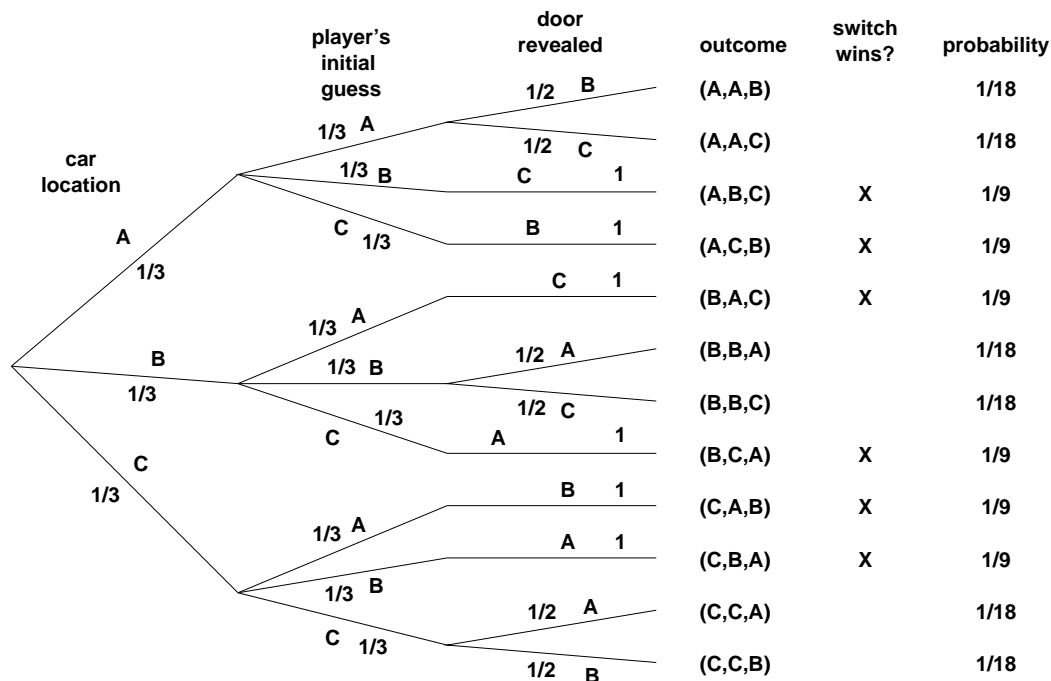 door
player's revealed outcome switch wins? probability
initial
guess
1/2 B (A,A,B) 1/18
1/3 A
1/2 C (A,A,C) 1/18
car
location
1/3 B C 1 (A,B,C) X 1/9
A
1/3
C 1/3 B 1 (A,C,B) X 1/9
C 1 (B,A,C) X 1/9
1/3 A
B
1/3
1/3 B 1/2 A (B,B,A) 1/18
1/2 C (B,B,C) 1/18
C 1/3 A 1 (B,C,A) X 1/9
C
1/3
B 1 (C,A,B) X 1/9
1/3 A
A 1 (C,B,A) X 1/9
1/3 B
1/2 A (C,C,A) 1/18
C 1/3
1/2 B (C,C,B) 1/18